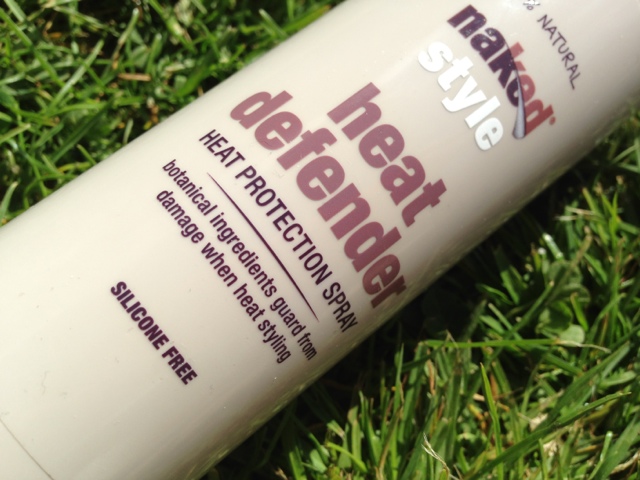 % NATURAL
naked®
style
heat
defender
HEAT PROTECTION SPRAY
botanical ingredients guard from
damage when heat styling
SILICONE FREE